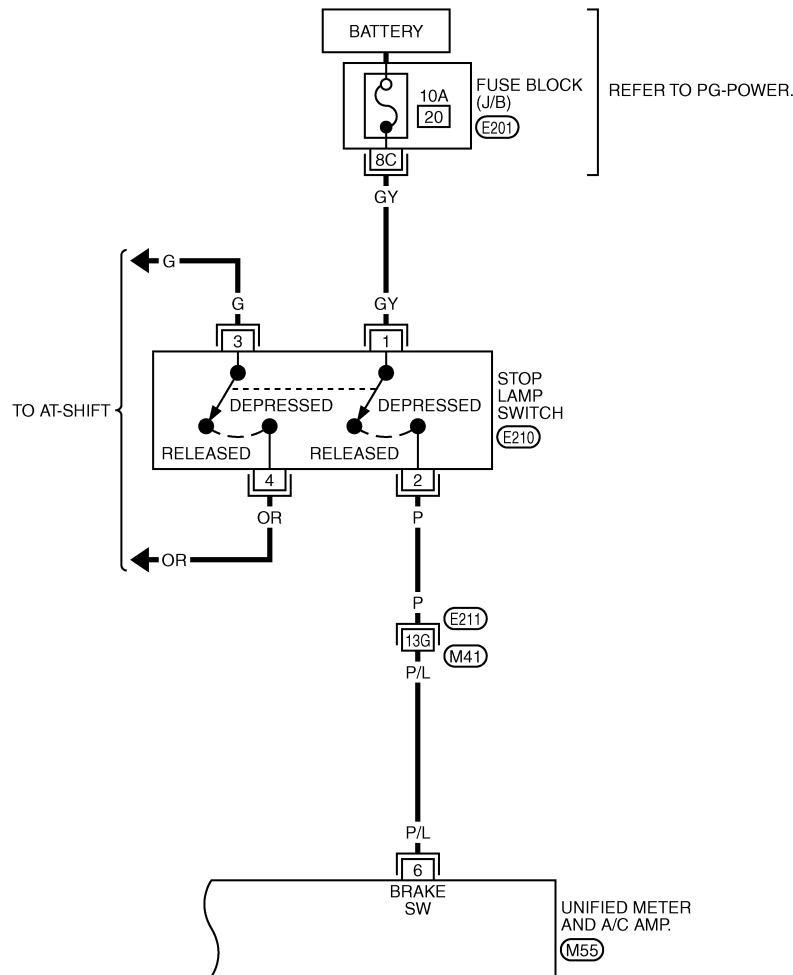 BATTERY
FUSE BLOCK
(J/B)
REFER TO PG-POWER.
10A
20
E201
8C
GY
G
G
GY
3
1
STOP
LAMP
SWITCH
E210
TO AT-SHIFT
DEPRESSED
DEPRESSED
RELEASED
RELEASED
4
2
OR
P
OR
P
E211
13G
M41
P/L
P/L
6
BRAKE
SW
UNIFIED METER
AND A/C AMP.
M55